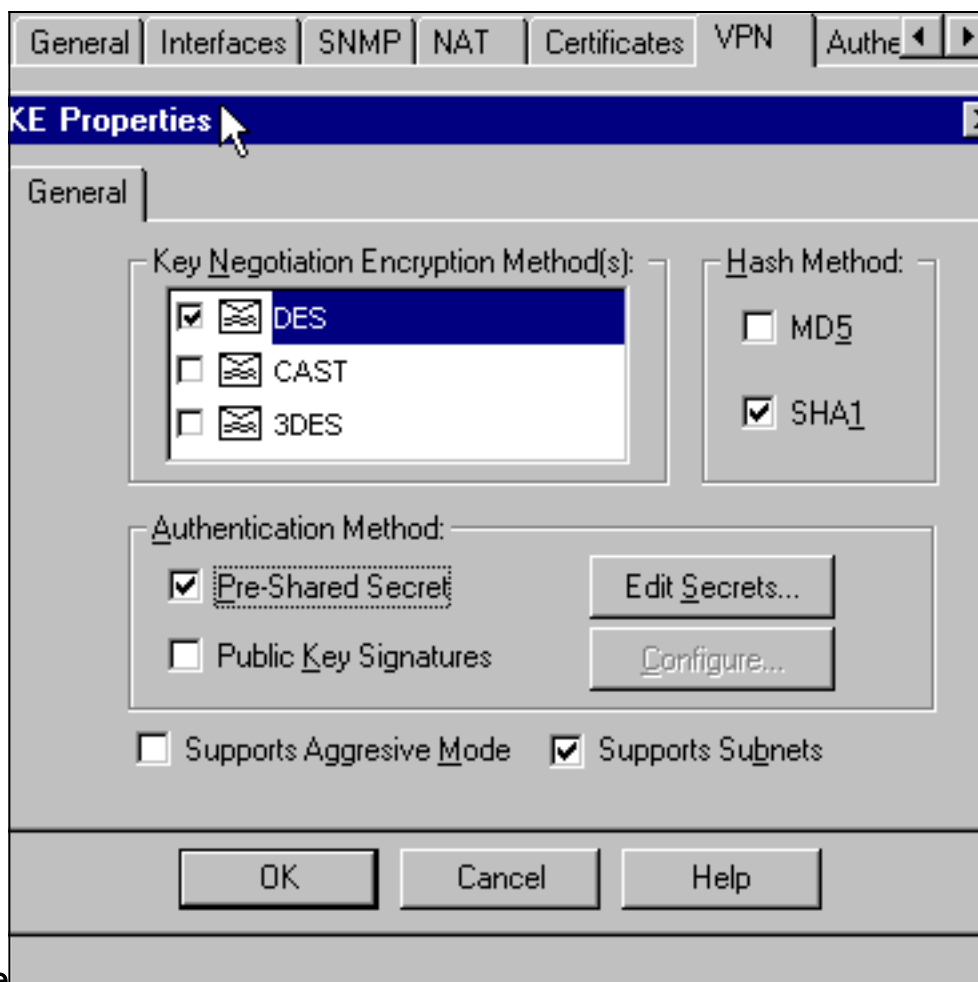 General Interfaces SNMP NAT Certificates VPN Authe
KE Properties
General
Key Negotiation Encryption Method(s):
Hash Method:
DES
CAST
3DES
MD5
SHA1
Authentication Method:
Pre-Shared Secret
Edit Secrets...
Public Key Signatures
Configure...
Supports Aggresive Mode
Supports Subnets
OK Cancel Help
e